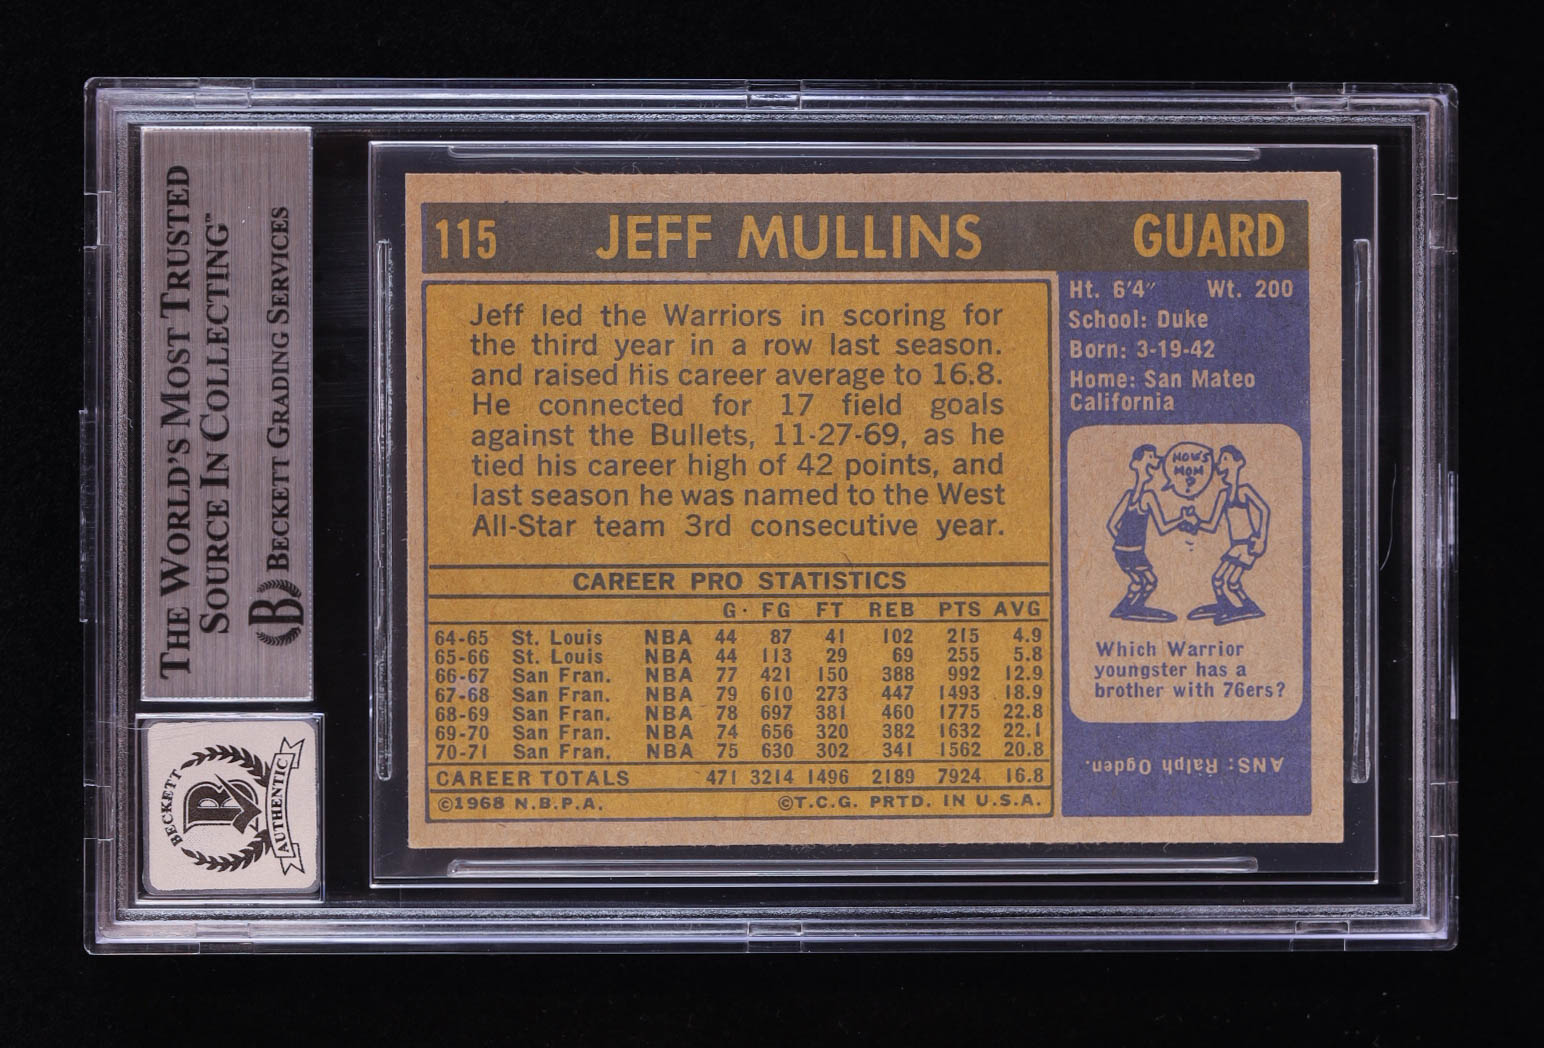 THE WORLD'S MOST TRUSTED
SOURCE IN COLLECTING™
B BECKETT GRADING SERVICES
BECKETT
B
AUTHENTIC
115 JEFF MULLINS GUARD
Jeff led the Warriors in scoring for
the third year in a row last season.
and raised his career average to 16.8.
He connected for 17 field goals
against the Bullets, 11-27-69, as he
tied his career high of 42 points, and
last season he was named to the West
All-Star team 3rd consecutive year.
CAREER PRO STATISTICS
G FG FT REB PTS AVG
64-65 St. Louis NBA 44 87 41 102 215 4.9
65-66 St. Louis NBA 44 113 29 69 255 5.8
66-67 San Fran. NBA 77 421 150 388 992 12.9
67-68 San Fran. NBA 79 610 273 447 1493 18.9
68-69 San Fran. NBA 78 697 381 460 1775 22.8
69-70 San Fran. NBA 74 656 320 382 1632 22.1
70-71 San Fran. NBA 75 630 302 341 1562 20.8
CAREER TOTALS 471 3214 1496 2189 7924 16.8
©1968 N.B.P.A. ©T.C.G. PRTD. IN U.S.A.
Ht. 6'4" Wt. 200
School: Duke
Born: 3-19-42
Home: San Mateo
California
HOW'S
MOM
?
Which Warrior
youngster has a
brother with 76ers?
ANS: Ralph Ogden.